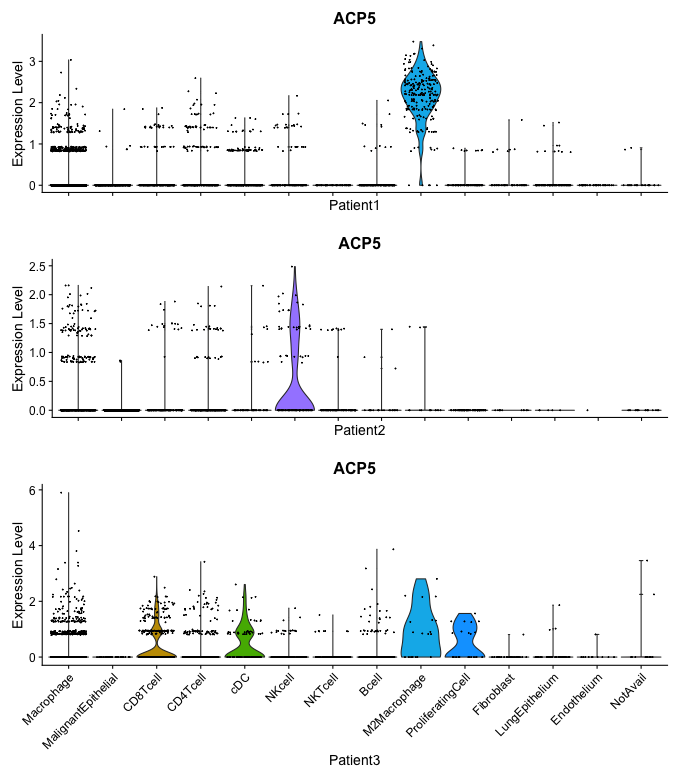 ACP5
Expression Level
3
2
1
0
Patient1
ACP5
Expression Level
2.5
2.0
1.5
1.0
0.5
0.0
Patient2
ACP5
Expression Level
6
4
2
0
Macrophage
MalignantEpithelial
CD8Tcell
CD4Tcell
cDC
NKcell
NKTcell
Bcell
M2Macrophage
ProliferatingCell
Fibroblast
LungEpithelium
Endothelium
NotAvail
Patient3